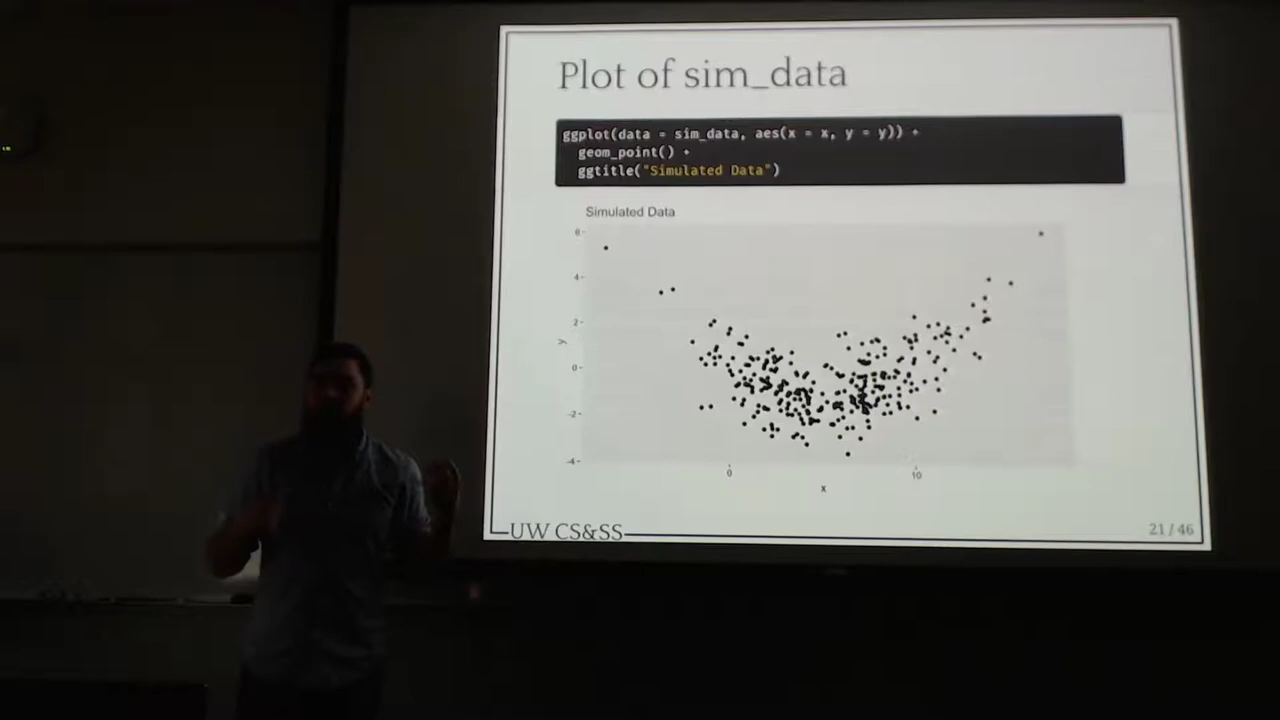 Plot of sim_data
ggplot(data = sim_data, aes(x = x, y = y)) +
geom_point() +
ggtitle("Simulated Data")
Simulated Data
6
4
2
0
-2
-4
y
0
10
x
UW CS&SS
21 / 46